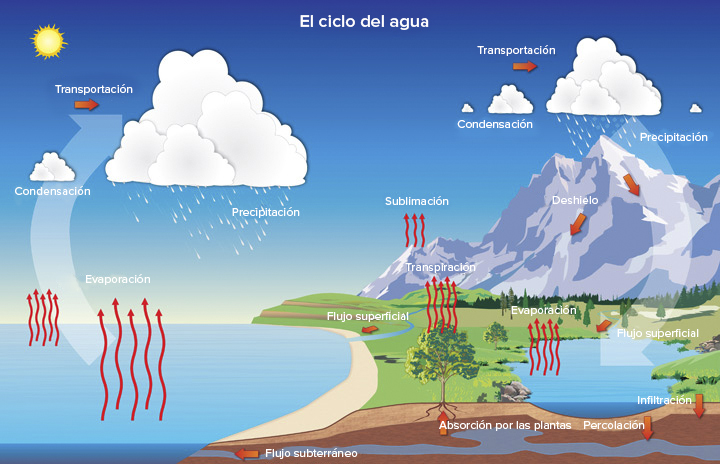 El ciclo del agua
Transportación
Transportación
Condensación
Precipitación
Condensación
Precipitación
Sublimación
Deshielo
Evaporación
Transpiración
Flujo superficial
Evaporación
Flujo superficial
Infiltración
Absorción por las plantas
Percolación
Flujo subterráneo